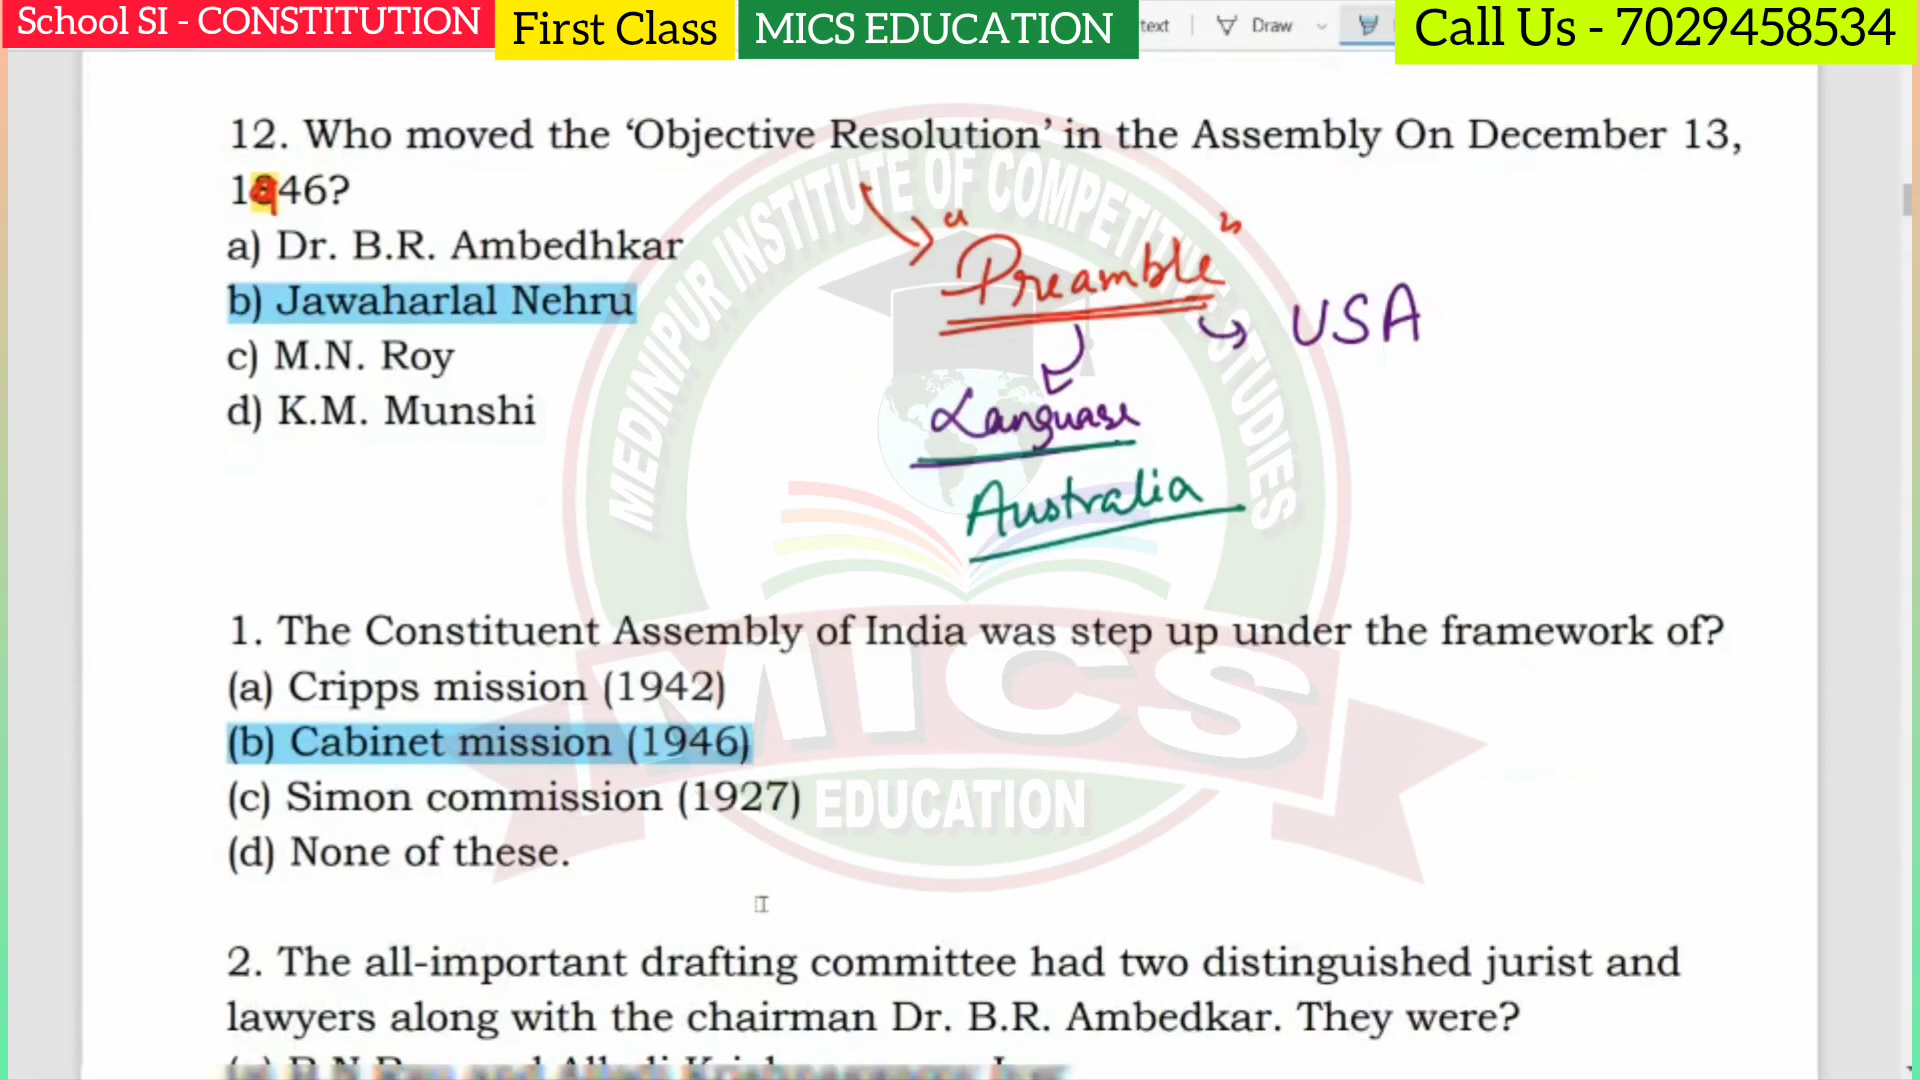 School SI - CONSTITUTION
First Class
MICS EDUCATION
text
Draw
Call Us - 7029458534
12. Who moved the ‘Objective Resolution’ in the Assembly On December 13,
1946?
a) Dr. B.R. Ambedhkar
b) Jawaharlal Nehru
c) M.N. Roy
d) K.M. Munshi
"Preamble"
USA
Language
Australia
MEDINIPUR INSTITUTE OF COMPETITIVE STUDIES
MICS
EDUCATION
1. The Constituent Assembly of India was step up under the framework of?
(a) Cripps mission (1942)
(b) Cabinet mission (1946)
(c) Simon commission (1927)
(d) None of these.
2. The all-important drafting committee had two distinguished jurist and
lawyers along with the chairman Dr. B.R. Ambedkar. They were?